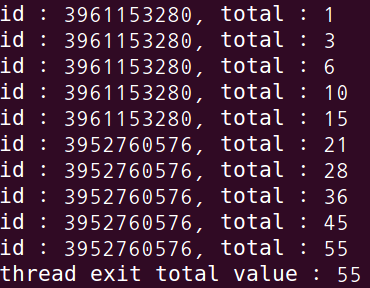 id : 3961153280, total : 1
id : 3961153280, total : 3
id : 3961153280, total : 6
id : 3961153280, total : 10
id : 3961153280, total : 15
id : 3952760576, total : 21
id : 3952760576, total : 28
id : 3952760576, total : 36
id : 3952760576, total : 45
id : 3952760576, total : 55
thread exit total value : 55